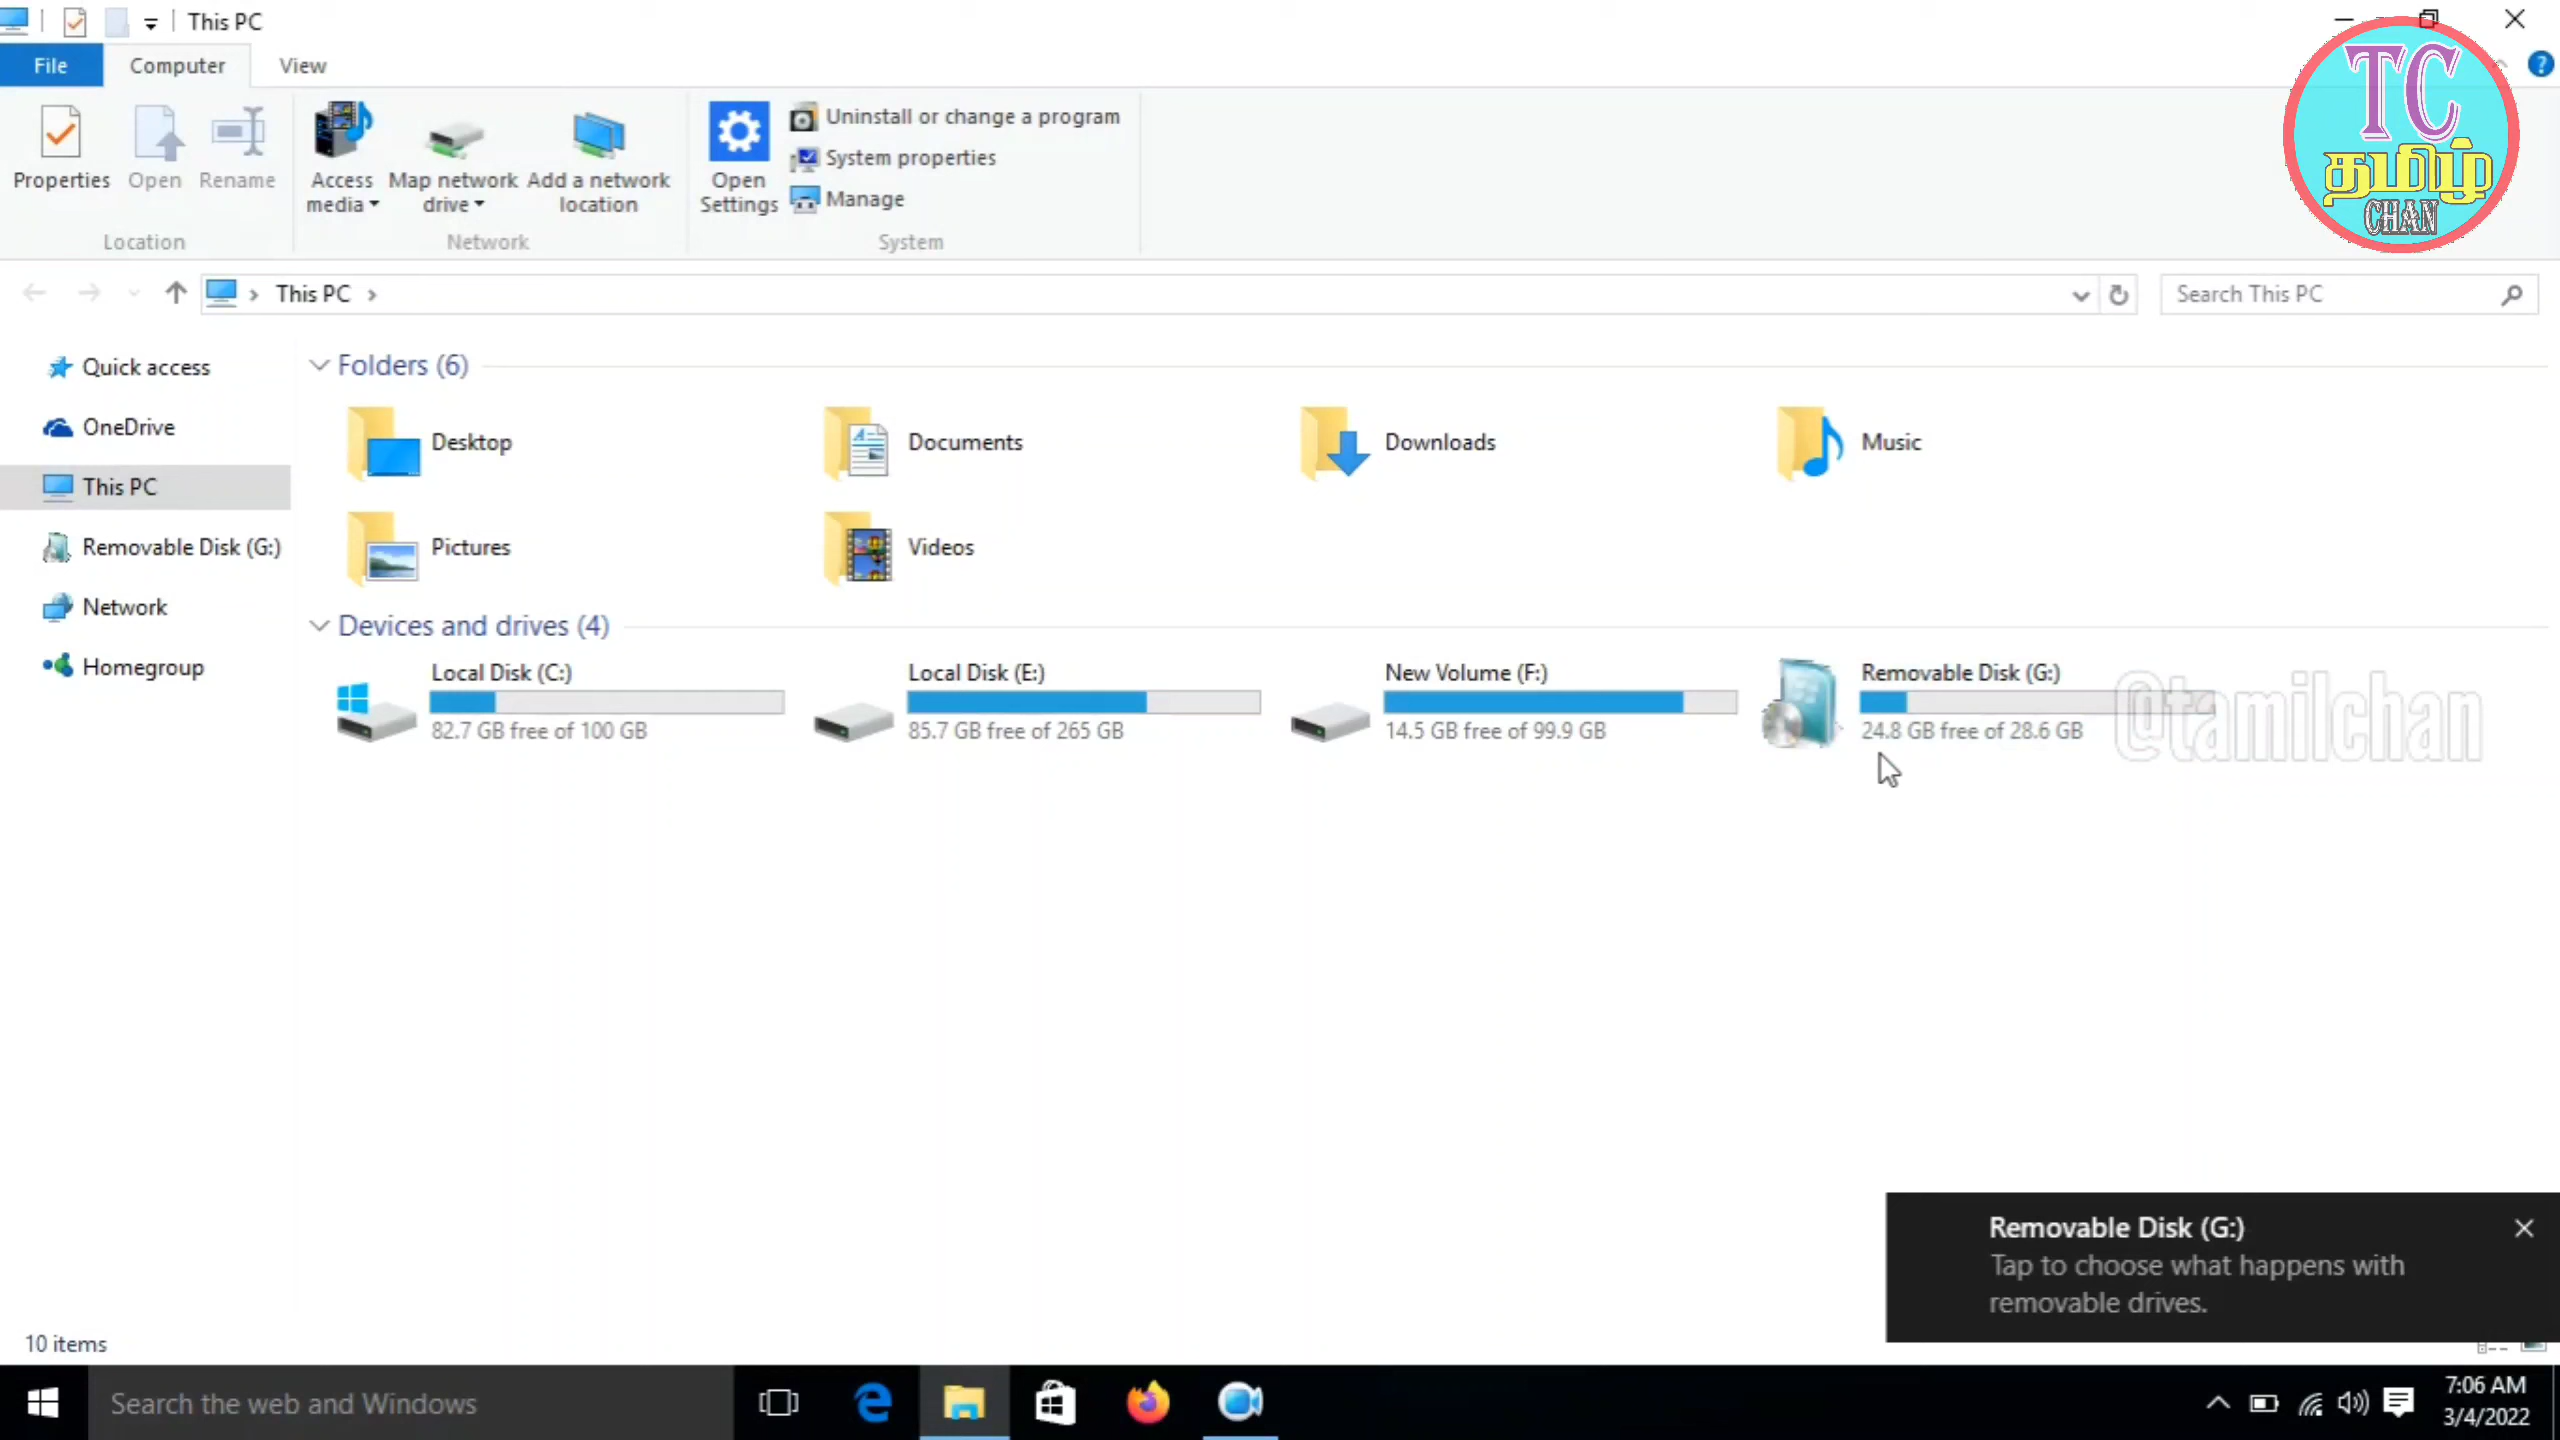 This PC
TC
தமிழ்
CHAN
File
Computer
View
Properties
Open
Rename
Access media
Map network drive
Add a network location
Open Settings
Uninstall or change a program
System properties
Manage
Location
Network
System
This PC
Search This PC
Quick access
OneDrive
This PC
Removable Disk (G:)
Network
Homegroup
Folders (6)
Desktop
Documents
Downloads
Music
Pictures
Videos
Devices and drives (4)
Local Disk (C:)
82.7 GB free of 100 GB
Local Disk (E:)
85.7 GB free of 265 GB
New Volume (F:)
14.5 GB free of 99.9 GB
Removable Disk (G:)
24.8 GB free of 28.6 GB
@tamilchan
Removable Disk (G:)
Tap to choose what happens with
removable drives.
10 items
Search the web and Windows
7:06 AM
3/4/2022